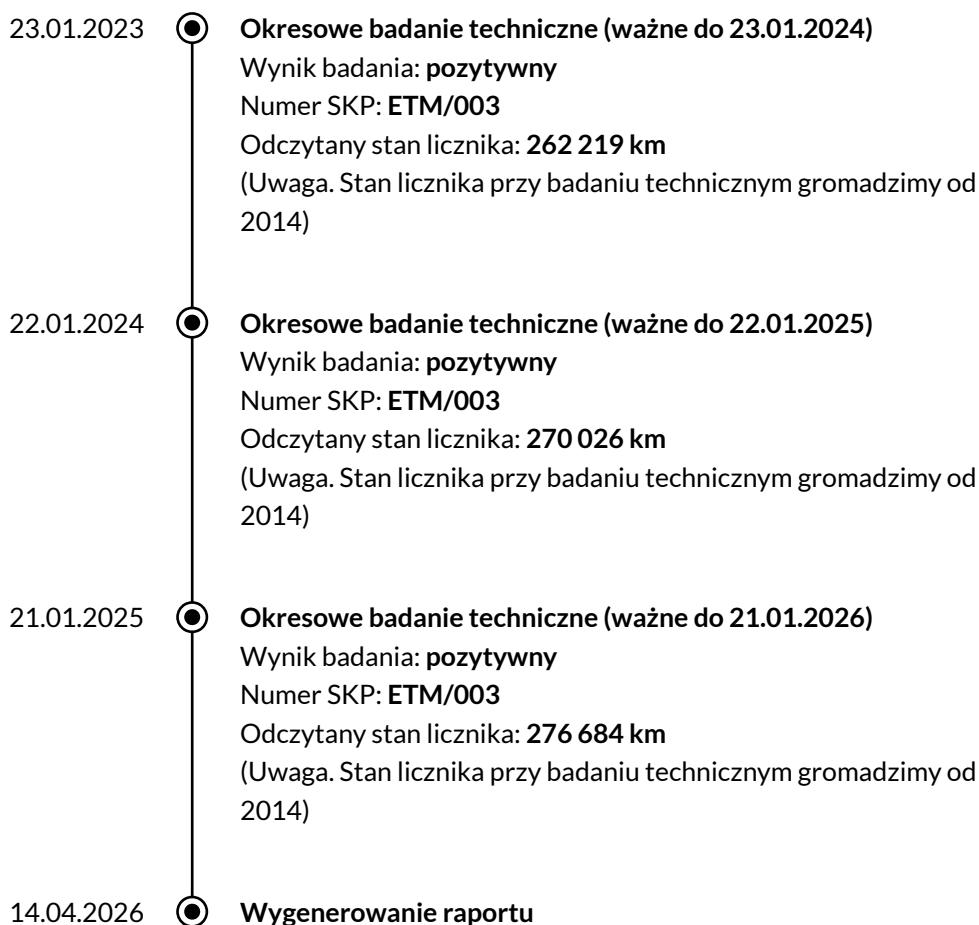 23.01.2023 Okresowe badanie techniczne (ważne do 23.01.2024)
Wynik badania: pozytywny
Numer SKP: ETM/003
Odczytany stan licznika: 262 219 km
(Uwaga. Stan licznika przy badaniu technicznym gromadzimy od
2014)
22.01.2024 Okresowe badanie techniczne (ważne do 22.01.2025)
Wynik badania: pozytywny
Numer SKP: ETM/003
Odczytany stan licznika: 270 026 km
(Uwaga. Stan licznika przy badaniu technicznym gromadzimy od
2014)
21.01.2025 Okresowe badanie techniczne (ważne do 21.01.2026)
Wynik badania: pozytywny
Numer SKP: ETM/003
Odczytany stan licznika: 276 684 km
(Uwaga. Stan licznika przy badaniu technicznym gromadzimy od
2014)
14.04.2026 Wygenerowanie raportu